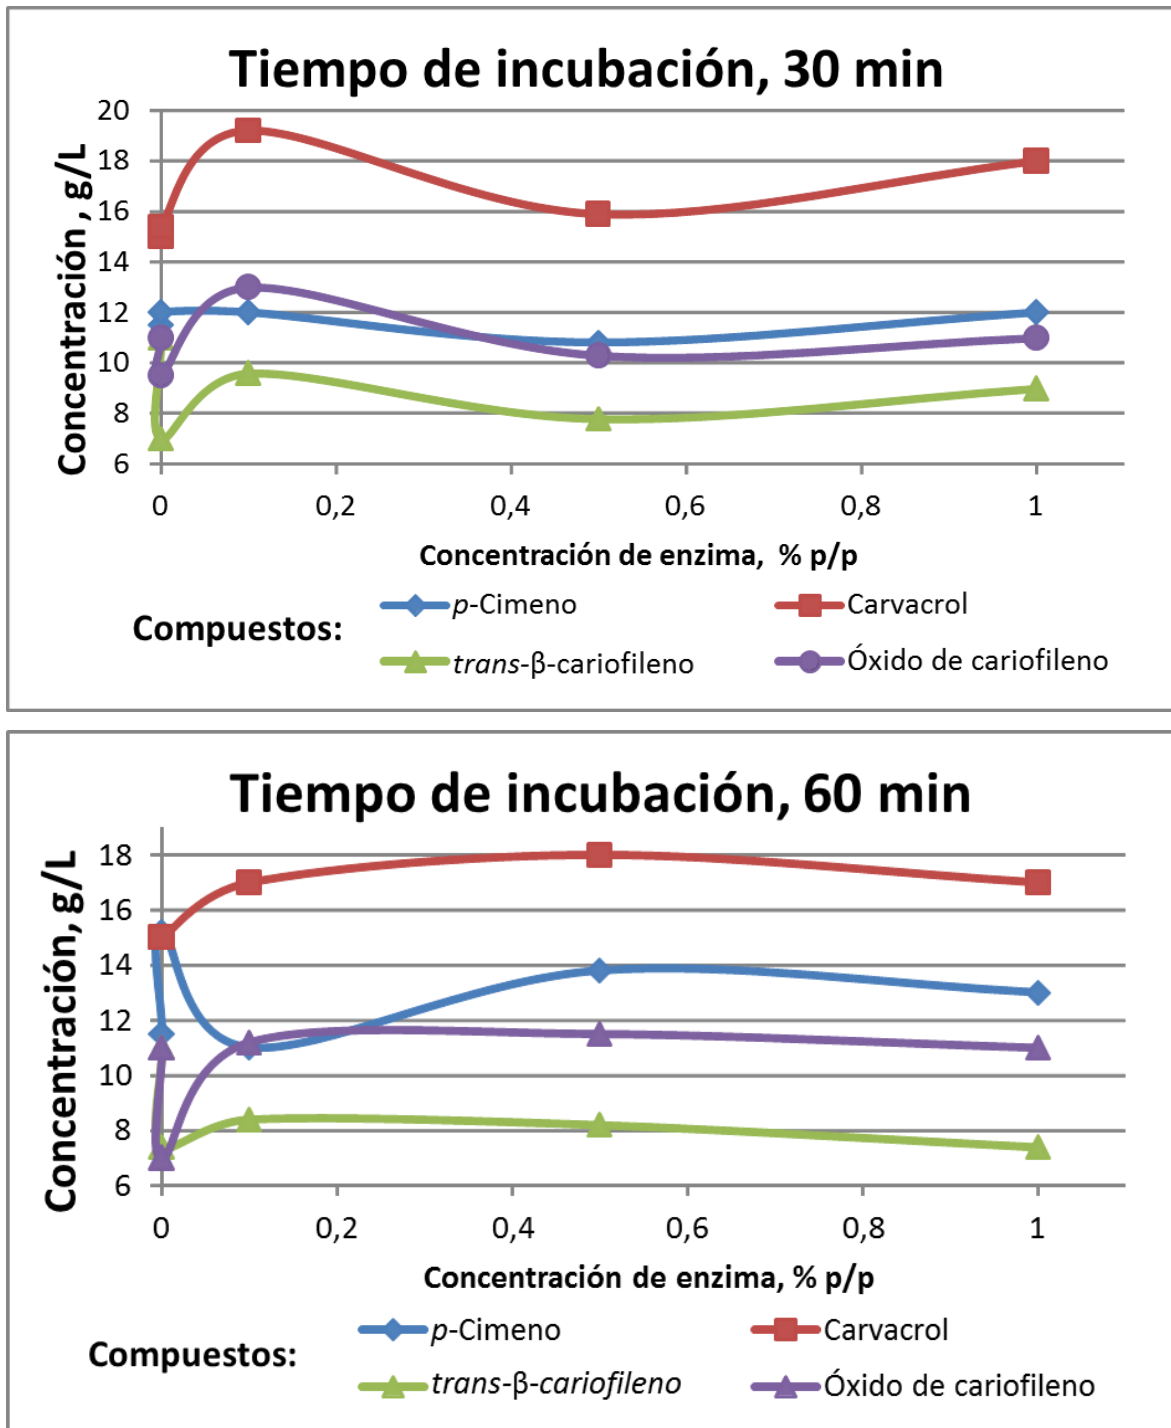 Tiempo de incubación, 30 min
Concentración , g/L
20
18
16
14
12
10
8
6
0 0,2 0,4 0,6 0,8 1
Concentración de enzima, % p/p
Compuestos:
p-Cimeno Carvacrol
trans-β-cariofileno Óxido de cariofileno
Tiempo de incubación, 60 min
Concentración, g/L
18
16
14
12
10
8
6
0 0,2 0,4 0,6 0,8 1
Concentración de enzima, % p/p
Compuestos:
p-Cimeno Carvacrol
trans-β-cariofileno Óxido de cariofileno